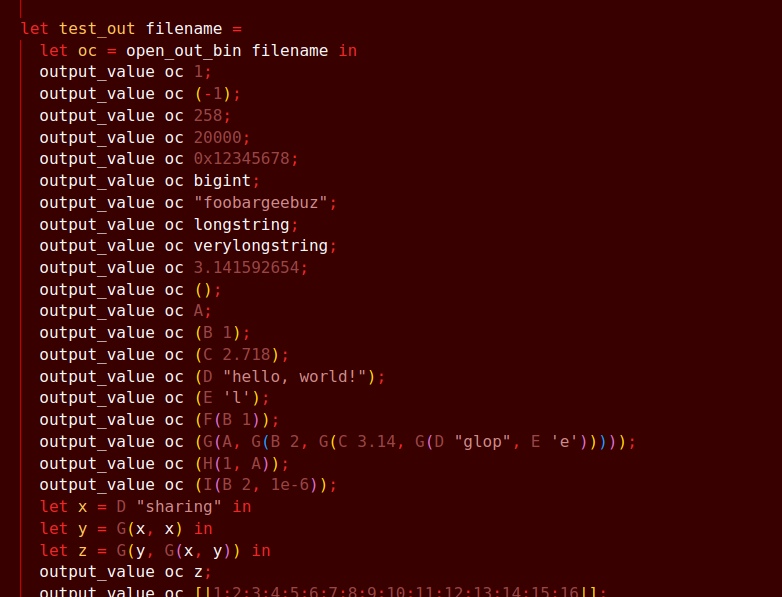 let test_out filename =
  let oc = open_out_bin filename in
  output_value oc 1;
  output_value oc (-1);
  output_value oc 258;
  output_value oc 20000;
  output_value oc 0x12345678;
  output_value oc bigint;
  output_value oc "foobargeebuz";
  output_value oc longstring;
  output_value oc verylongstring;
  output_value oc 3.141592654;
  output_value oc ();
  output_value oc A;
  output_value oc (B 1);
  output_value oc (C 2.718);
  output_value oc (D "hello, world!");
  output_value oc (E 'l');
  output_value oc (F(B 1));
  output_value oc (G(A, G(B 2, G(C 3.14, G(D "glop", E 'e')))));
  output_value oc (H(1, A));
  output_value oc (I(B 2, 1e-6));
  let x = D "sharing" in
  let y = G(x, x) in
  let z = G(y, G(x, y)) in
  output_value oc z;
  output_value oc [|1;2;3;4;5;6;7;8;9;10;11;12;13;14;15;16|];